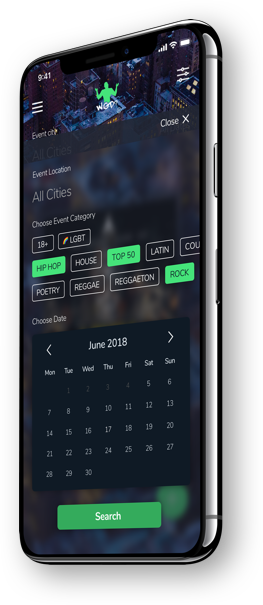 9:41
WGO
Close ✕
Event city
All Cities
Event Location
All Cities
Choose Event Category
18+ LGBT
HIP HOP HOUSE TOP 50 LATIN COU
POETRY REGGAE REGGAETON ROCK
Choose Date
June 2018
Mon Tue Wed Thu Fri Sat Sun
1 2 3 4 5 6
7 8 9 10 11 12 13
14 15 16 17 18 19 20
21 22 23 24 25 26 27
28 29 30
Search